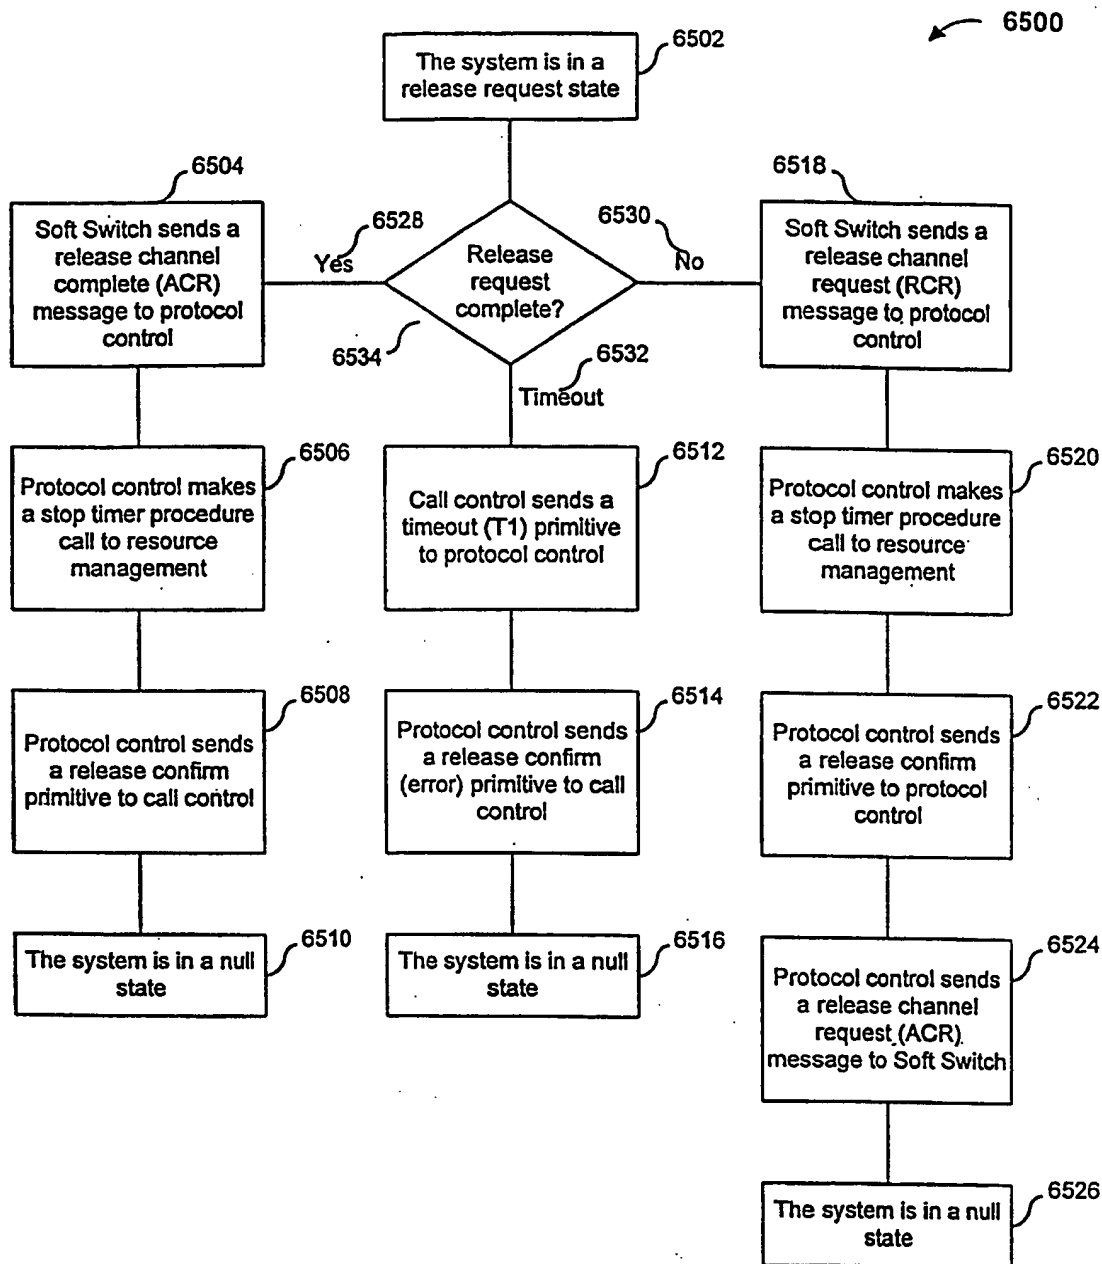 6500
6502
The system is in a
release request state
6504
Soft Switch sends a
release channel
complete (ACR)
message to protocol
control
6528
Yes
Release
request
complete?
6534
6530
No
6532
Timeout
6518
Soft Switch sends a
release channel
request (RCR)
message to protocol
control
6506
Protocol control makes
a stop timer procedure
call to resource
management
6512
Call control sends a
timeout (T1) primitive
to protocol control
6520
Protocol control makes
a stop timer procedure
call to resource
management
6508
Protocol control sends
a release confirm
primitive to call control
6514
Protocol control sends
a release confirm
(error) primitive to call
control
6522
Protocol control sends
a release confirm
primitive to protocol
control
6510
The system is in a null
state
6516
The system is in a null
state
6524
Protocol control sends
a release channel
request (ACR)
message to Soft Switch
6526
The system is in a null
state